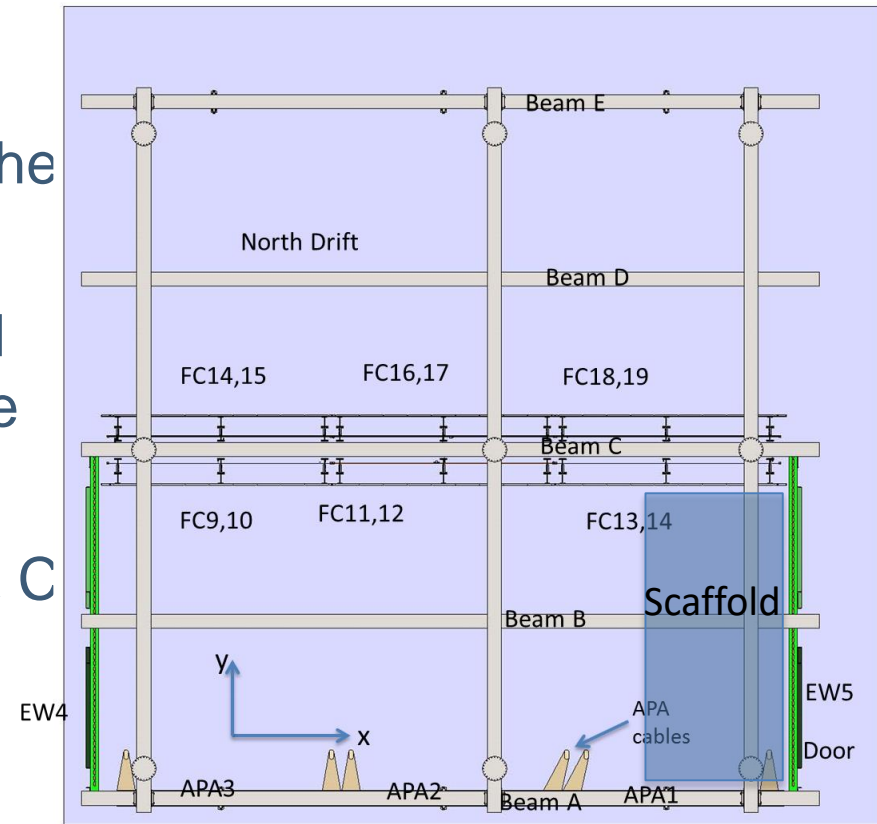 he
l
e
C
Beam E
North Drift
Beam D
FC14,15
FC16,17
FC18,19
Beam C
FC9,10
FC11,12
FC13,14
Scaffold
Beam B
y
x
EW4
APA
cables
EW5
Door
APA3
APA2
Beam A
APA1